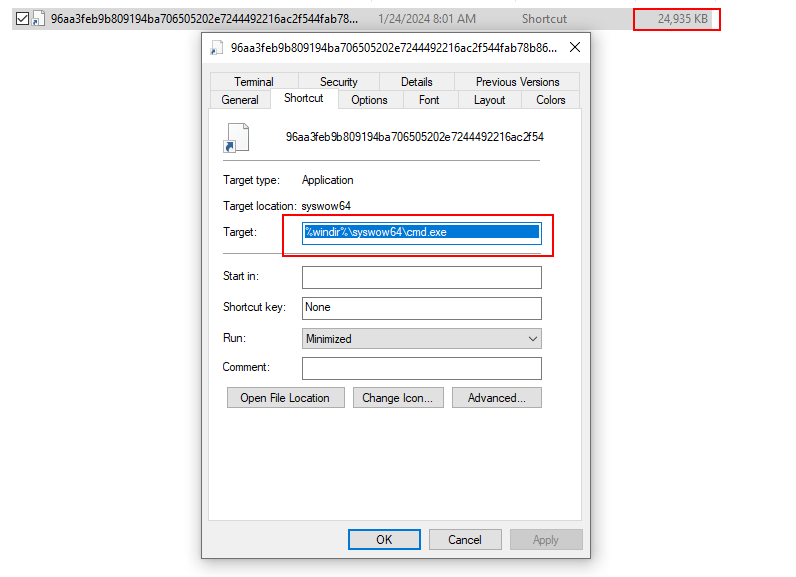 96aa3feb9b809194ba706505202e7244492216ac2f544fab78... 1/24/2024 8:01 AM Shortcut 24,935 KB
96aa3feb9b809194ba706505202e7244492216ac2f544fab78b86...
Terminal Security Details Previous Versions
General Shortcut Options Font Layout Colors
96aa3feb9b809194ba706505202e7244492216ac2f54
Target type: Application
Target location: syswow64
Target: %windir%\syswow64\cmd.exe
Start in:
Shortcut key: None
Run: Minimized
Comment:
Open File Location Change Icon... Advanced...
OK Cancel Apply